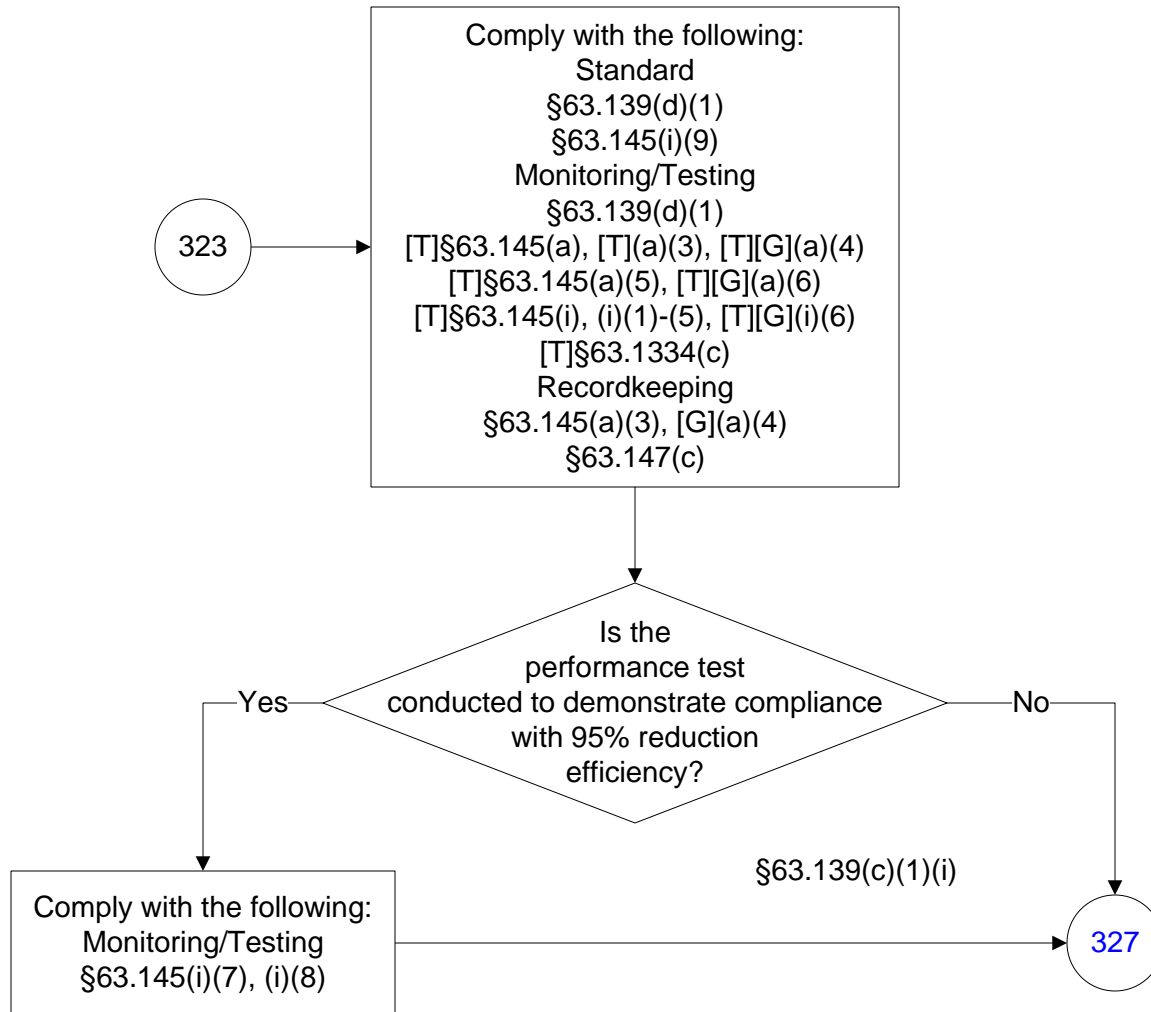 Comply with the following:
Standard
§63.139(d)(1)
§63.145(i)(9)
Monitoring/Testing
§63.139(d)(1)
[T]§63.145(a), [T](a)(3), [T][G](a)(4)
[T]§63.145(a)(5), [T][G](a)(6)
[T]§63.145(i), (i)(1)-(5), [T][G](i)(6)
[T]§63.1334(c)
Recordkeeping
§63.145(a)(3), [G](a)(4)
§63.147(c)
323
Is the
performance test
conducted to demonstrate compliance
with 95% reduction
efficiency?
Yes
No
§63.139(c)(1)(i)
Comply with the following:
Monitoring/Testing
§63.145(i)(7), (i)(8)
327